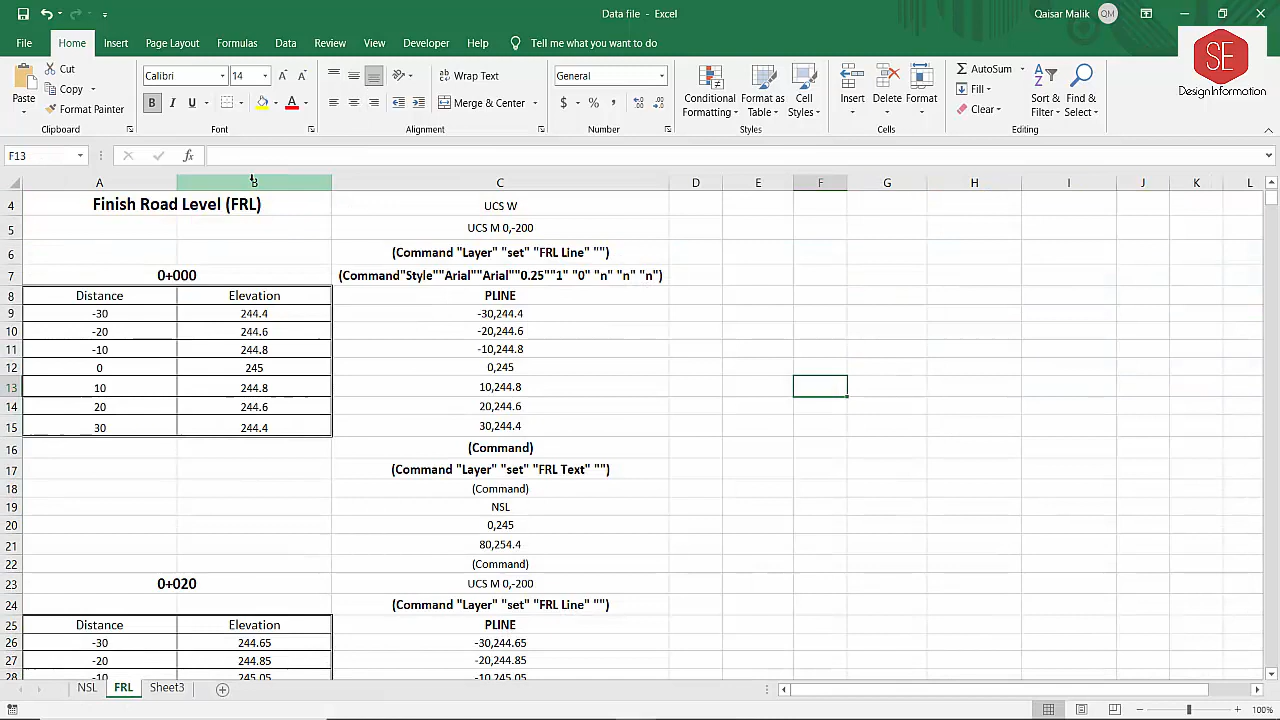 Data file - Excel
Qaisar Malik QM
File Home Insert Page Layout Formulas Data Review View Developer Help Tell me what you want to do
SE
Design Information
Cut
Copy
Format Painter
Paste
Clipboard
Calibri 14
B I U
Font
Wrap Text
Merge & Center
Alignment
General
$ % ,
Number
Conditional Formatting
Format as Table
Cell Styles
Styles
Insert Delete Format
Cells
AutoSum
Fill
Clear
Sort & Filter
Find & Select
Editing
F13 fx
A B C D E F G H I J K L
4 Finish Road Level (FRL) UCS W
5 UCS M 0,-200
6 (Command "Layer" "set" "FRL Line" "")
7 0+000 (Command"Style""Arial""Arial""0.25""1" "0" "n" "n" "n")
8 Distance Elevation PLINE
9 -30 244.4 -30,244.4
10 -20 244.6 -20,244.6
11 -10 244.8 -10,244.8
12 0 245 0,245
13 10 244.8 10,244.8
14 20 244.6 20,244.6
15 30 244.4 30,244.4
16 (Command)
17 (Command "Layer" "set" "FRL Text" "")
18 (Command)
19 NSL
20 0,245
21 80,254.4
22 (Command)
23 0+020 UCS M 0,-200
24 (Command "Layer" "set" "FRL Line" "")
25 Distance Elevation PLINE
26 -30 244.65 -30,244.65
27 -20 244.85 -20,244.85
28 -10 245.05 -10,245.05
NSL FRL Sheet3
100%